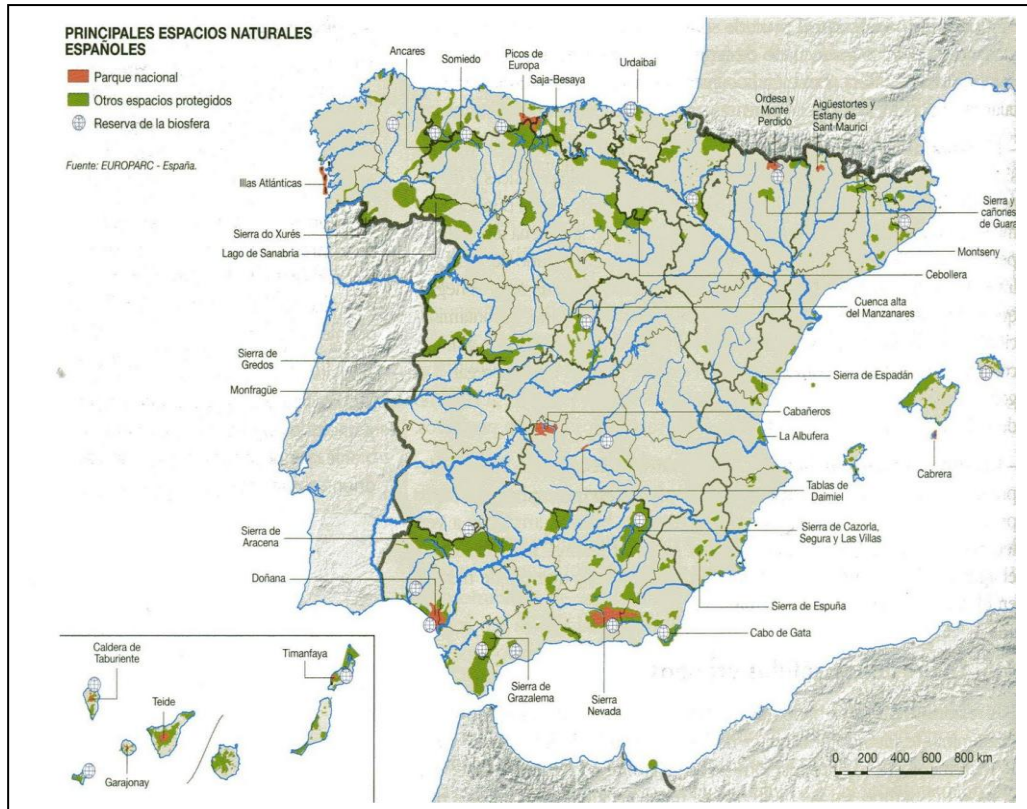 PRINCIPALES ESPACIOS NATURALES
ESPAÑOLES
Parque nacional
Otros espacios protegidos
Reserva de la biosfera
Fuente: EUROPARC - España.
Ancares
Somiedo
Picos de
Europa
Saja-Besaya
Urdaibai
Ordesa y
Monte
Perdido
Aigüestortes y
Estany de
Sant Maurici
Illas Atlánticas
Sierra do Xurés
Lago de Sanabria
Sierra y
cañones
de Guara
Montseny
Cebollera
Cuenca alta
del Manzanares
Sierra de
Gredos
Monfragüe
Sierra de Espadán
Cabañeros
La Albufera
Cabrera
Tablas de
Daimiel
Sierra de
Aracena
Sierra de Cazorla,
Segura y Las Villas
Doñana
Sierra de Espuña
Cabo de Gata
Sierra de
Grazalema
Sierra
Nevada
Caldera de
Taburiente
Timanfaya
Teide
Garajonay
0 200 400 600 800 km